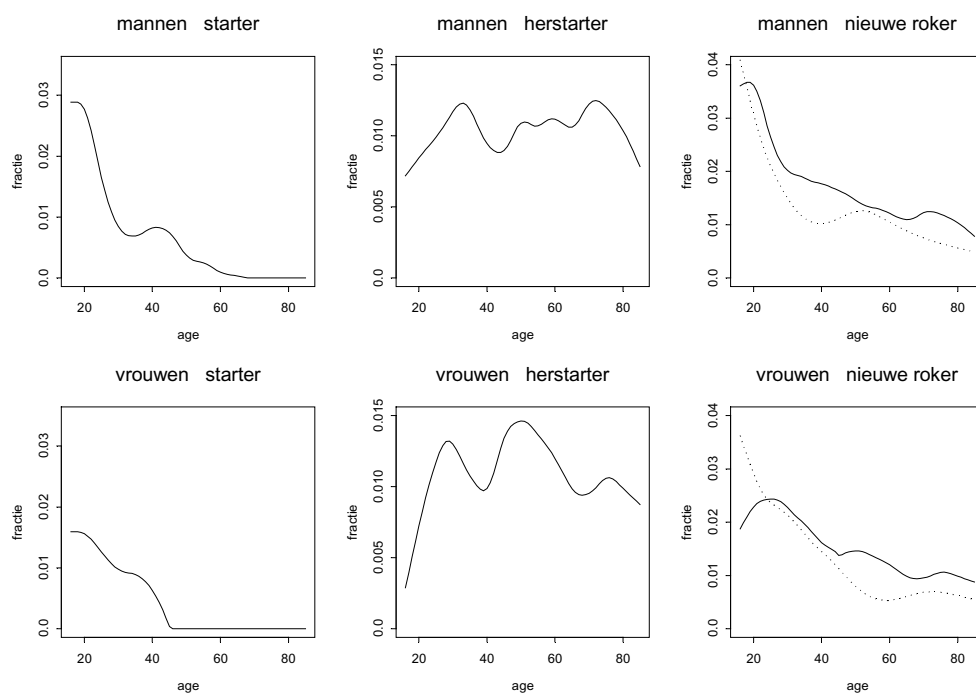 mannen starter
0.0 0.01 0.02 0.03
fractie
20 40 60 80
age
mannen herstarter
0.0 0.005 0.010 0.015
fractie
20 40 60 80
age
mannen nieuwe roker
0.0 0.01 0.02 0.03 0.04
fractie
20 40 60 80
age
vrouwen starter
0.0 0.01 0.02 0.03
fractie
20 40 60 80
age
vrouwen herstarter
0.0 0.005 0.010 0.015
fractie
20 40 60 80
age
vrouwen nieuwe roker
0.0 0.01 0.02 0.03 0.04
fractie
20 40 60 80
age